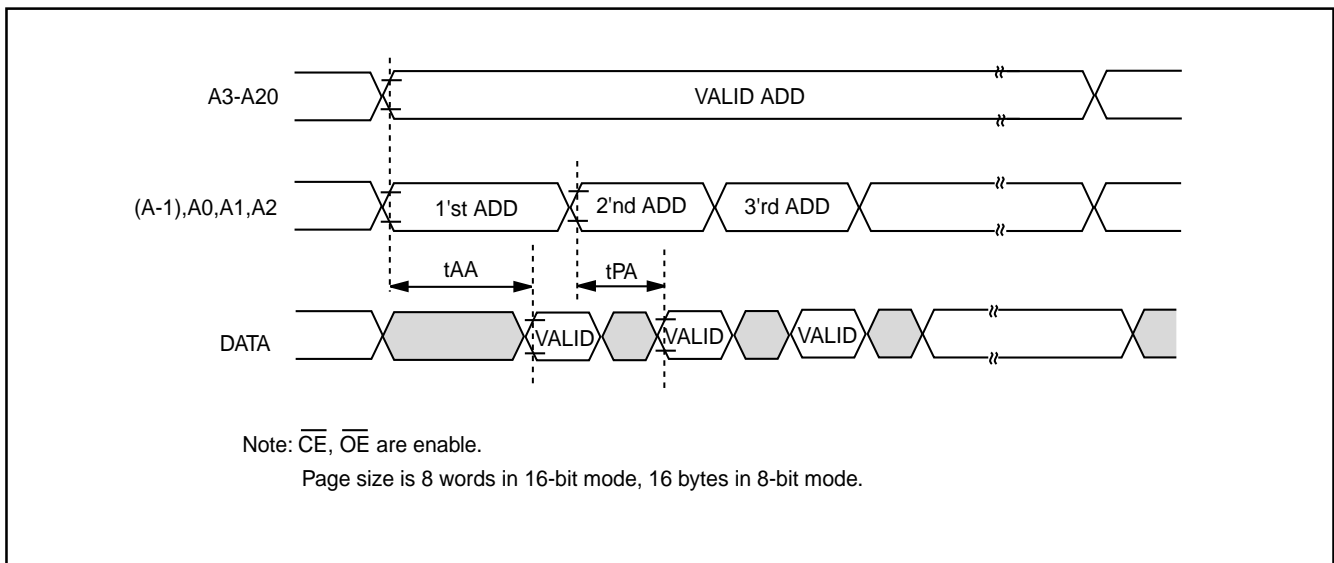 A3-A20
VALID ADD
(A-1),A0,A1,A2
1'st ADD
2'nd ADD
3'rd ADD
tAA
tPA
DATA
VALID
VALID
VALID
Note: C̅E̅, O̅E̅ are enable.
Page size is 8 words in 16-bit mode, 16 bytes in 8-bit mode.